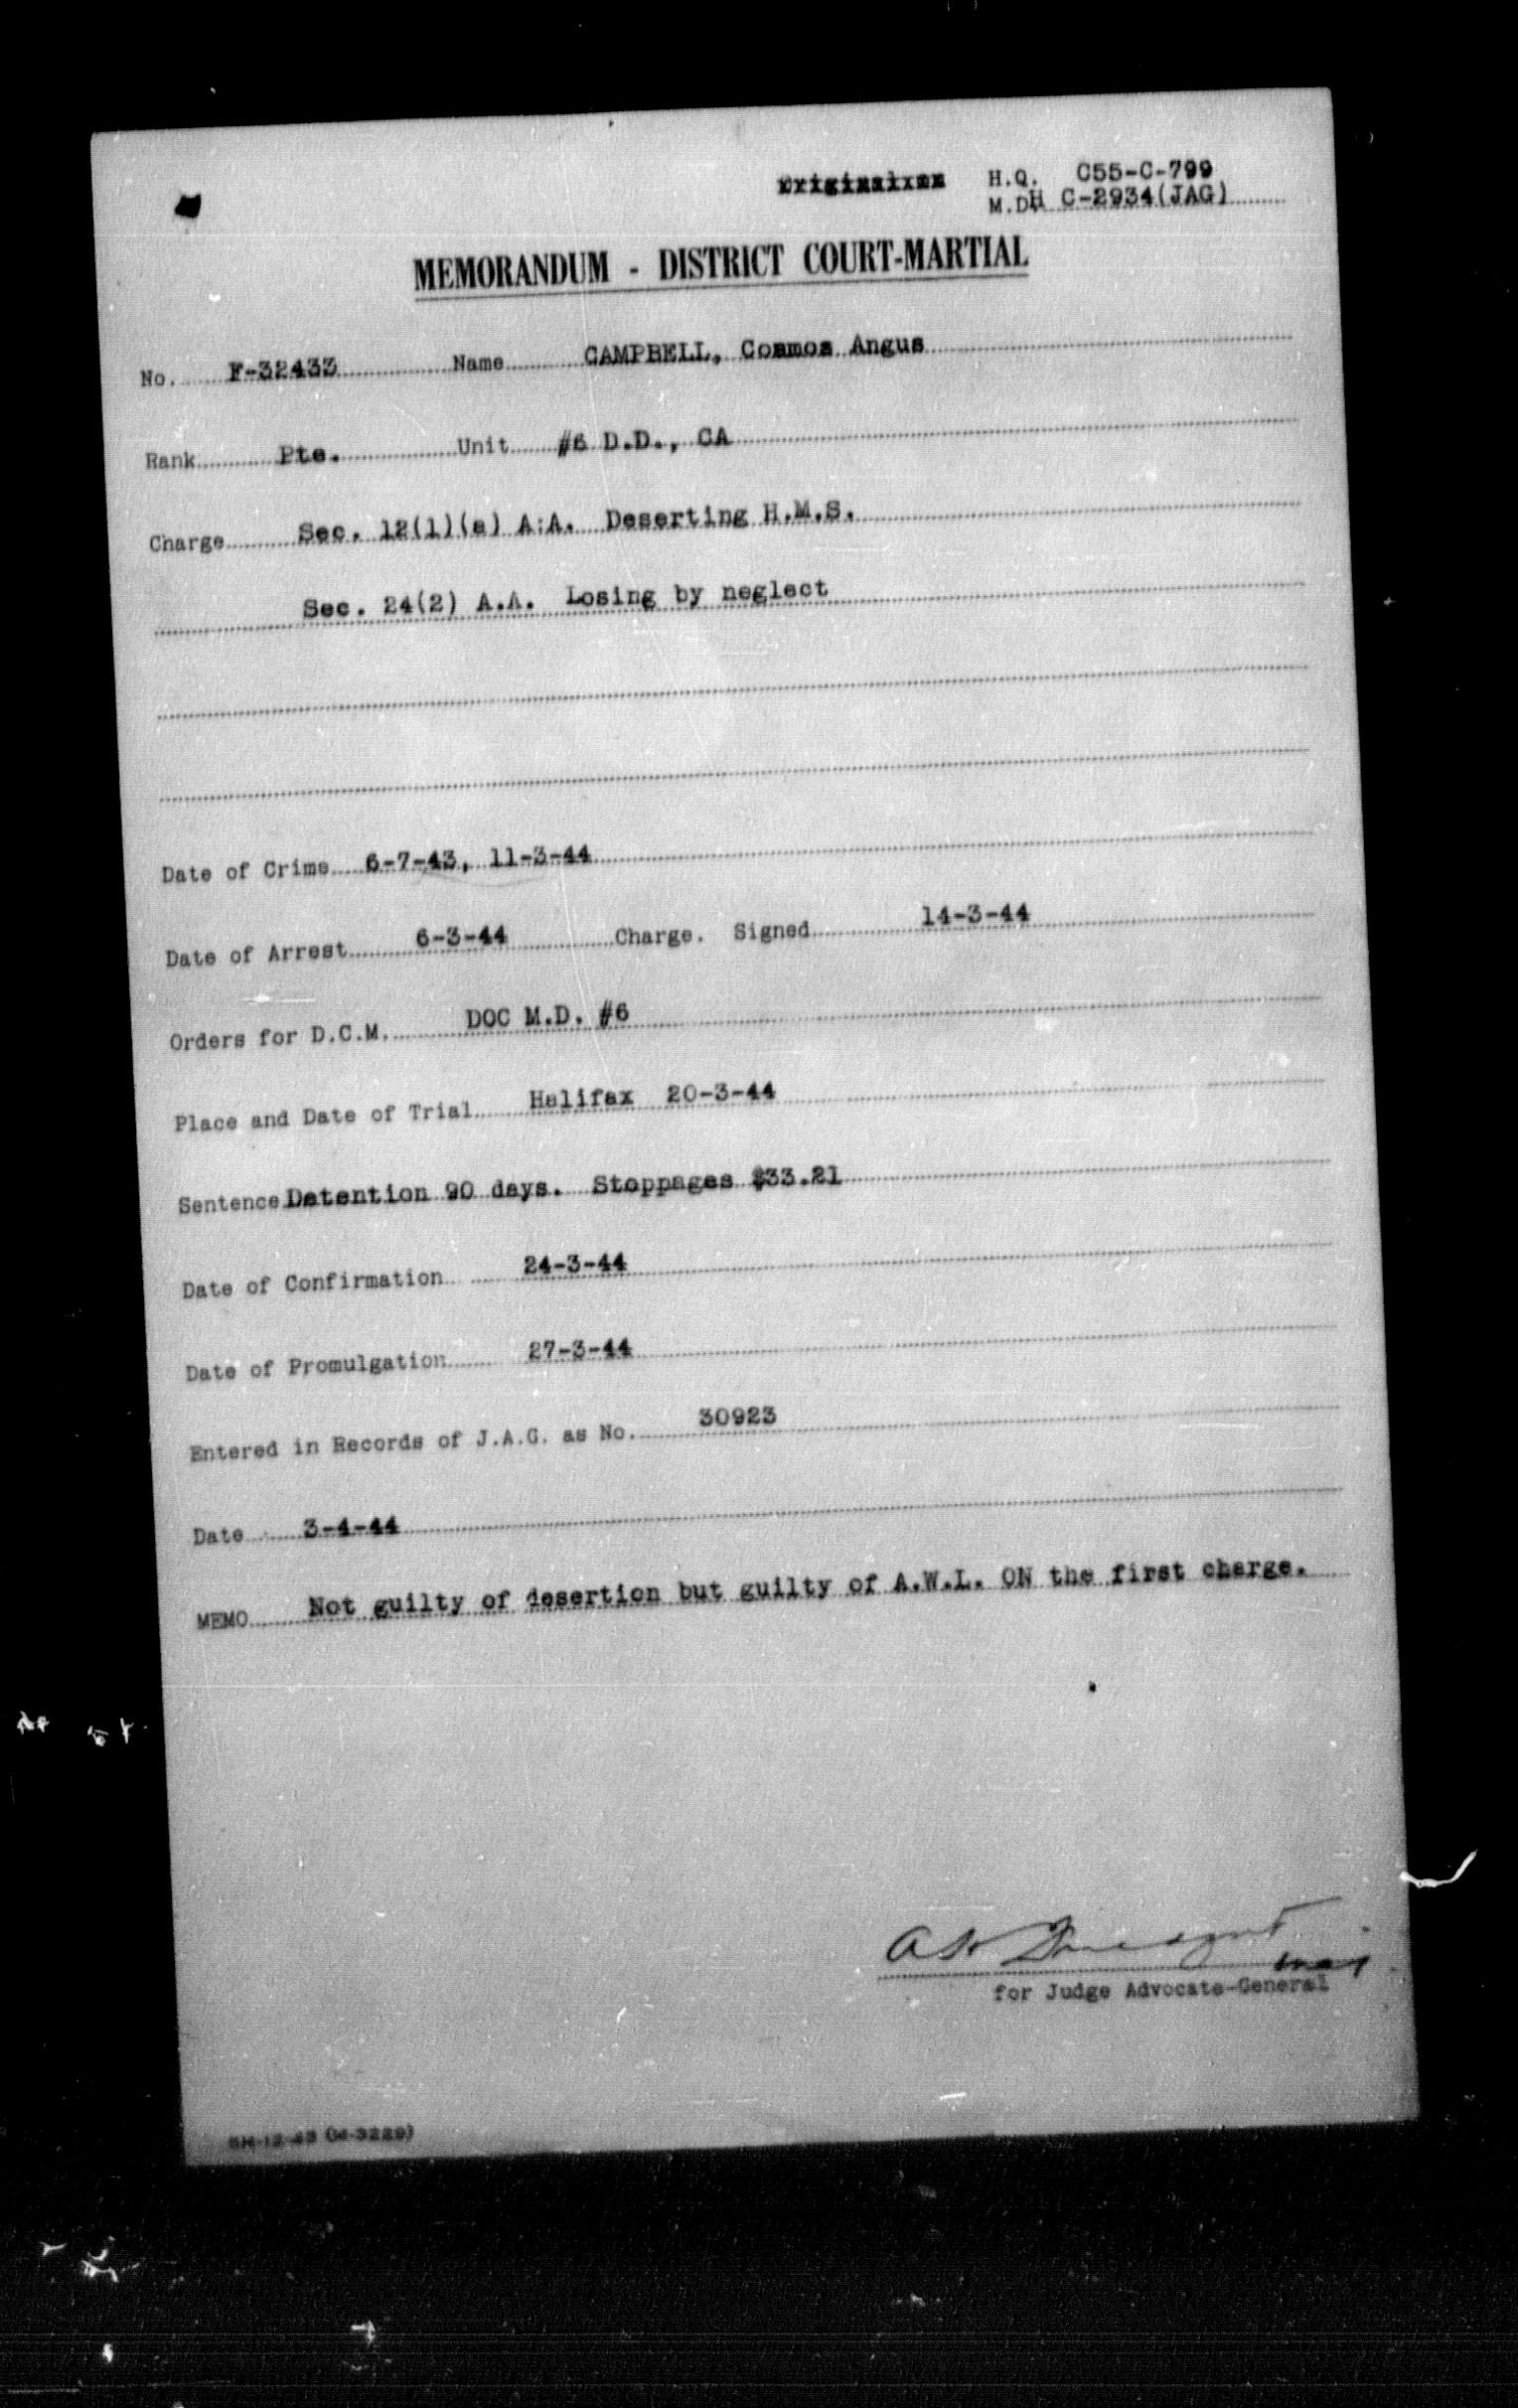 H.Q. C55-C-799
M.D. H C-2934(JAG)
MEMORANDUM - DISTRICT COURT-MARTIAL
No. F-32433 Name CAMPBELL, Cosmos Angus
Rank Pte. Unit #6 D.D., CA
Charge Sec. 12(1)(a) A.A. Deserting H.M.S.
Sec. 24(2) A.A. Losing by neglect
Date of Crime 6-7-43, 11-3-44
Date of Arrest 6-3-44 Charge. Signed 14-3-44
Orders for D.C.M. DOC M.D. #6
Place and Date of Trial Halifax 20-3-44
Sentence Detention 90 days. Stoppages $33.21
Date of Confirmation 24-3-44
Date of Promulgation 27-3-44
Entered in Records of J.A.G. as No. 30923
Date 3-4-44
MEMO Not guilty of desertion but guilty of A.W.L. ON the first charge.
for Judge Advocate-General